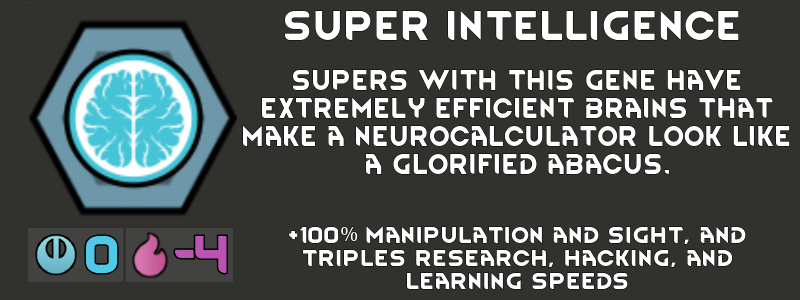 SUPER INTELLIGENCE
SUPERS WITH THIS GENE HAVE
EXTREMELY EFFICIENT BRAINS THAT
MAKE A NEUROCALCULATOR LOOK LIKE
A GLORIFIED ABACUS.
0 -4
+100% MANIPULATION AND SIGHT, AND
TRIPLES RESEARCH, HACKING, AND
LEARNING SPEEDS